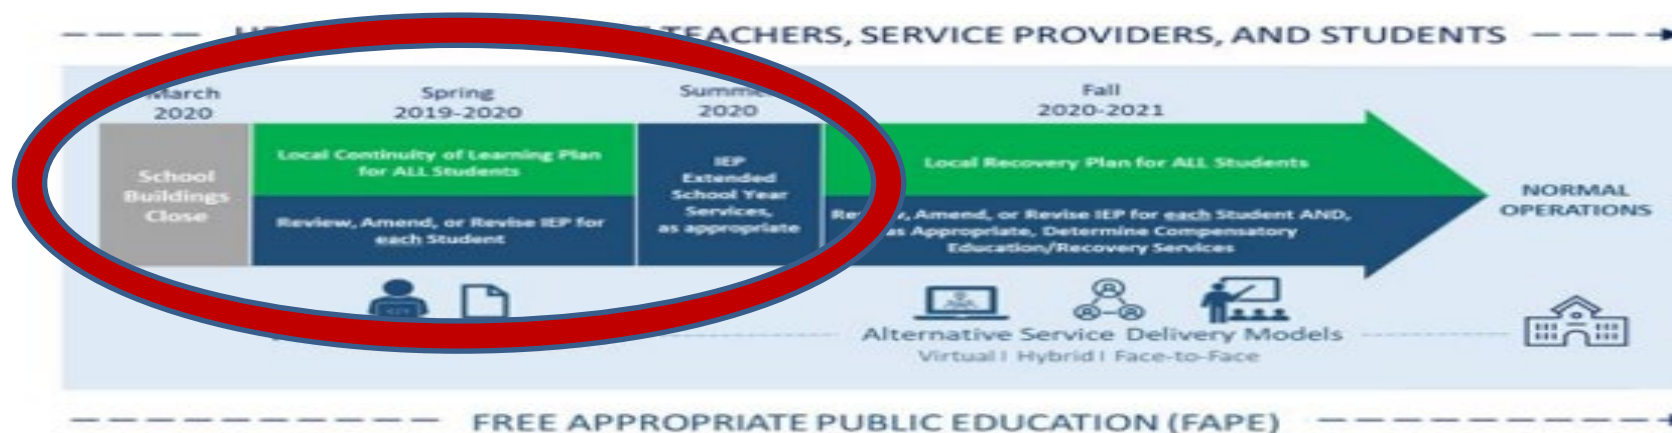 TEACHERS, SERVICE PROVIDERS, AND STUDENTS
March
2020
Spring
2019-2020
Summer
2020
Fall
2020-2021
School
Buildings
Close
Local Continuity of Learning Plan
for ALL Students
Review, Amend, or Revise IEP for
each Student
IEP
Extended
School Year
Services,
as appropriate
Local Recovery Plan for ALL Students
Review, Amend, or Revise IEP for each Student AND,
as Appropriate, Determine Compensatory
Education/Recovery Services
NORMAL
OPERATIONS
Alternative Service Delivery Models
Virtual I Hybrid I Face-to-Face
FREE APPROPRIATE PUBLIC EDUCATION (FAPE)